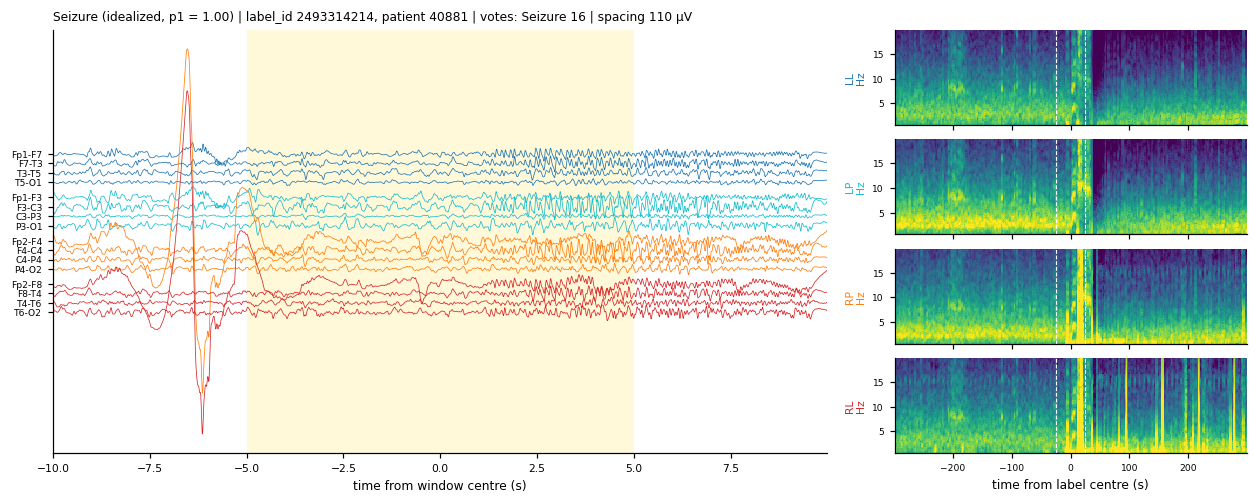 Seizure (idealized, p1 = 1.00) | label_id 2493314214, patient 40881 | votes: Seizure 16 | spacing 110 µV
Fp1-F7
F7-T3
T3-T5
T5-O1
Fp1-F3
F3-C3
C3-P3
P3-O1
Fp2-F4
F4-C4
C4-P4
P4-O2
Fp2-F8
F8-T4
T4-T6
T6-O2
−10.0 −7.5 −5.0 −2.5 0.0 2.5 5.0 7.5
time from window centre (s)
LL
Hz
15
10
5
LP
Hz
15
10
5
RP
Hz
15
10
5
RL
Hz
15
10
5
−200 −100 0 100 200
time from label centre (s)